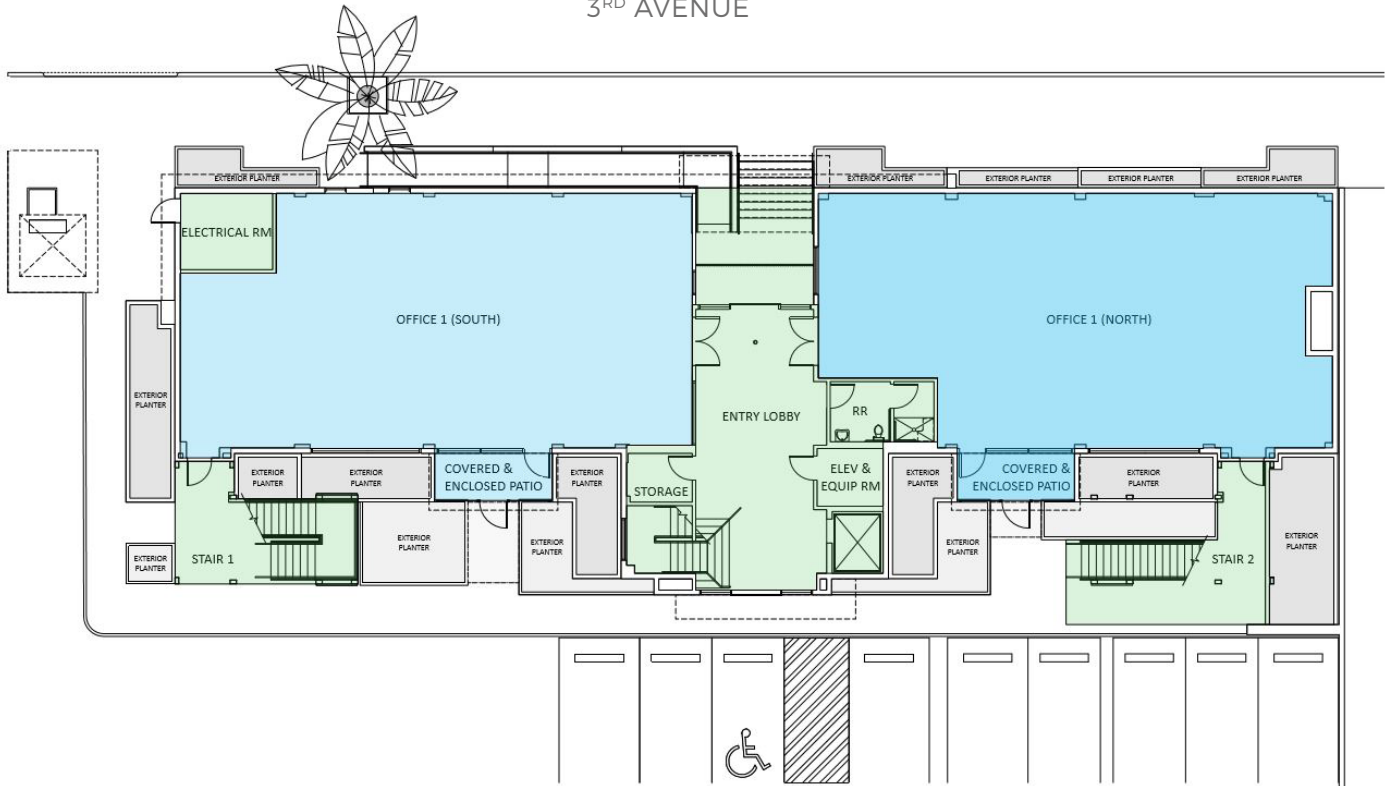 3RD AVENUE
EXTERIOR PLANTER
EXTERIOR PLANTER
EXTERIOR PLANTER
EXTERIOR PLANTER
EXTERIOR PLANTER
ELECTRICAL RM
OFFICE 1 (SOUTH)
OFFICE 1 (NORTH)
EXTERIOR
PLANTER
ENTRY LOBBY
RR
EXTERIOR
PLANTER
EXTERIOR
PLANTER
COVERED &
ENCLOSED PATIO
EXTERIOR
PLANTER
STORAGE
ELEV &
EQUIP RM
EXTERIOR
PLANTER
COVERED &
ENCLOSED PATIO
EXTERIOR
PLANTER
EXTERIOR
PLANTER
STAIR 1
EXTERIOR
PLANTER
EXTERIOR
PLANTER
EXTERIOR
PLANTER
STAIR 2
EXTERIOR
PLANTER